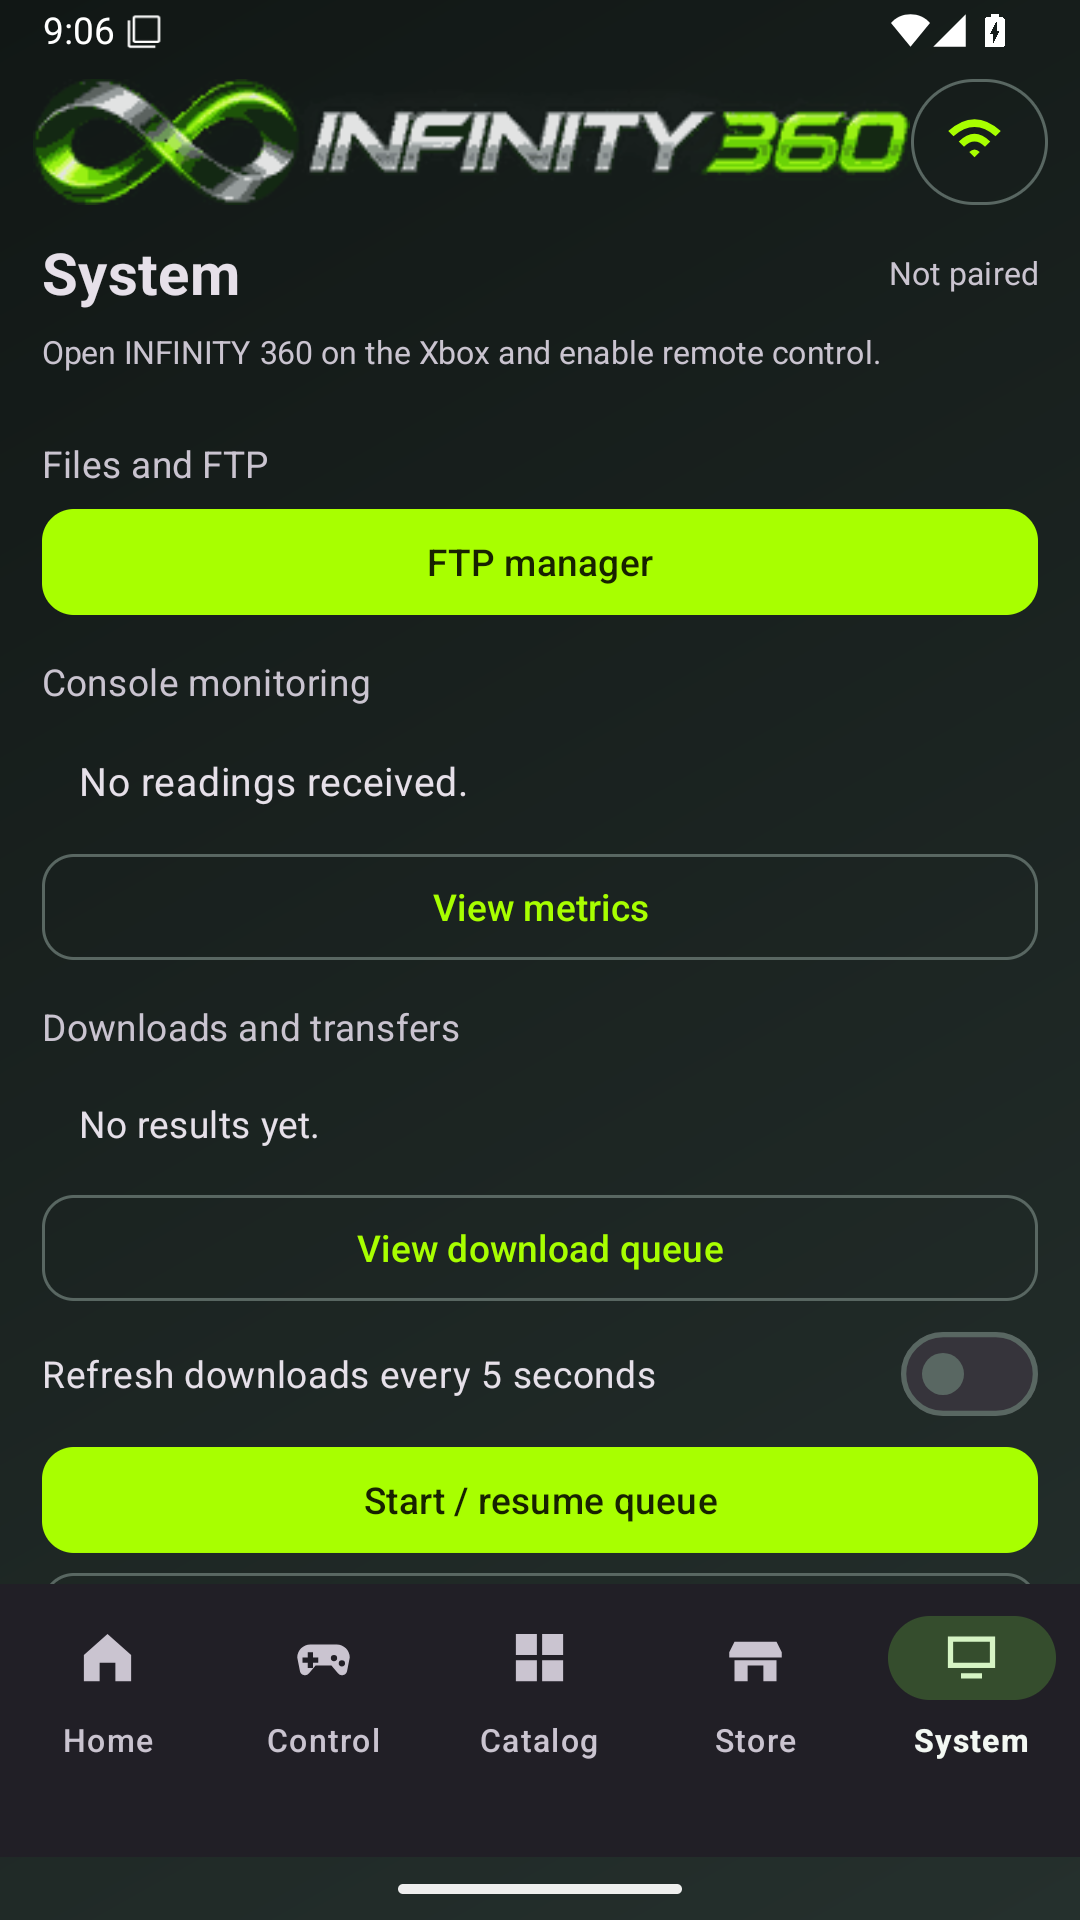 9:06
INFINITY360
System
Not paired
Open INFINITY 360 on the Xbox and enable remote control.
Files and FTP
FTP manager
Console monitoring
No readings received.
View metrics
Downloads and transfers
No results yet.
View download queue
Refresh downloads every 5 seconds
Start / resume queue
Home
Control
Catalog
Store
System